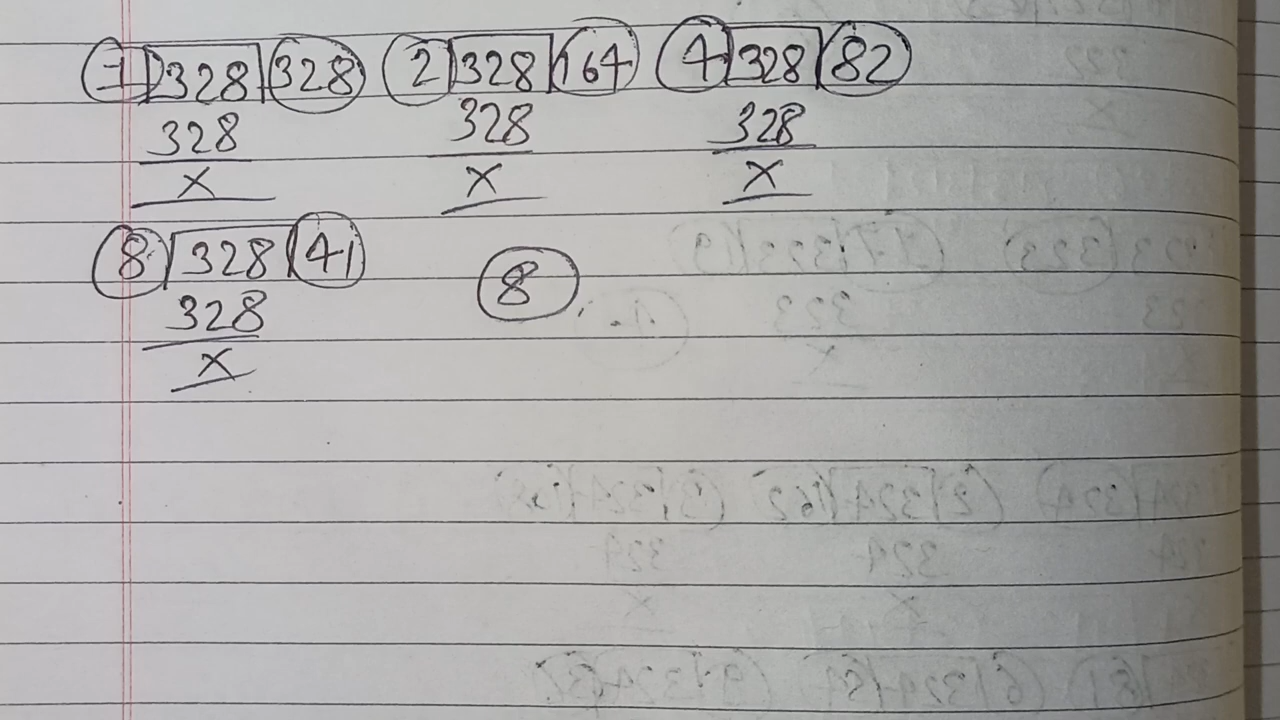 1)328(328 2)328(164 4)328(82
328 328 328
x x x
8)328(41 8
328
x